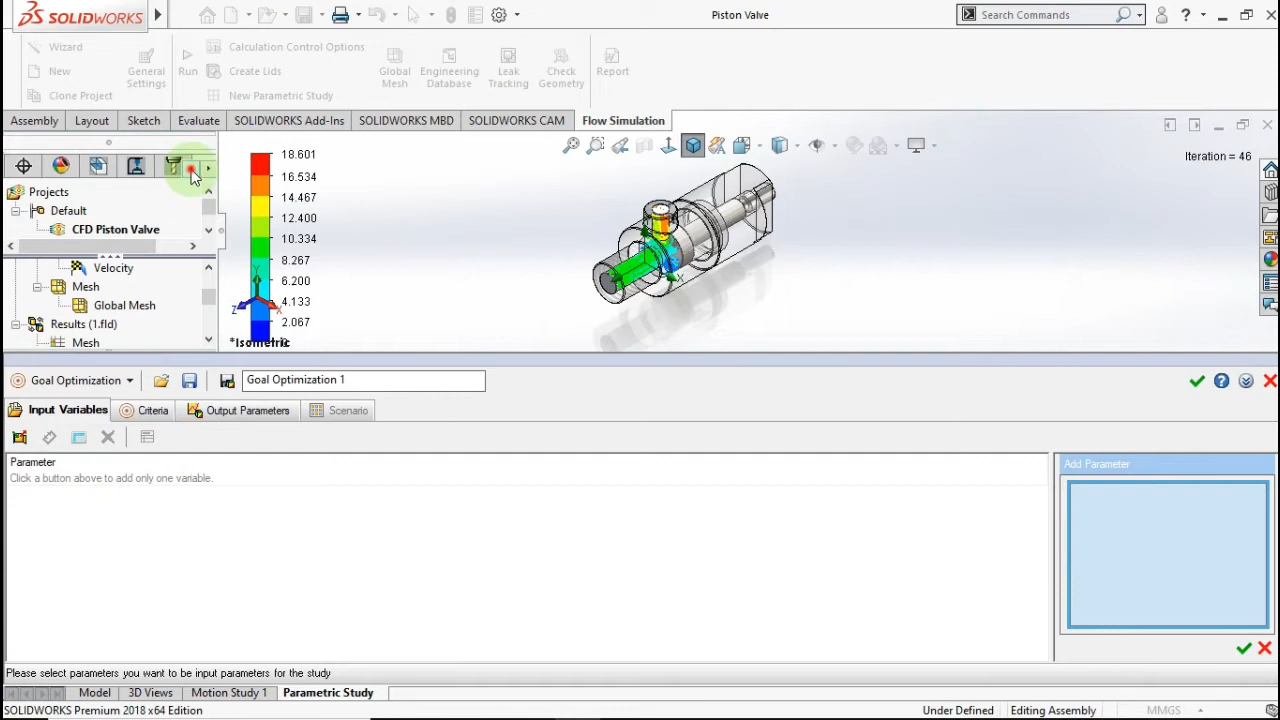 SOLIDWORKS
Piston Valve
Search Commands
Wizard
New
Clone Project
General Settings
Run
Calculation Control Options
Create Lids
New Parametric Study
Global Mesh
Engineering Database
Leak Tracking
Check Geometry
Report
Assembly
Layout
Sketch
Evaluate
SOLIDWORKS Add-Ins
SOLIDWORKS MBD
SOLIDWORKS CAM
Flow Simulation
Iteration = 46
Projects
Default
CFD Piston Valve
Velocity
Mesh
Global Mesh
Results (1.fld)
Mesh
18.601
16.534
14.467
12.400
10.334
8.267
6.200
4.133
2.067
Y
Z
X
X
*Isometric
Goal Optimization
Goal Optimization 1
Input Variables
Criteria
Output Parameters
Scenario
Parameter
Click a button above to add only one variable.
Add Parameter
Please select parameters you want to be input parameters for the study
Model
3D Views
Motion Study 1
Parametric Study
SOLIDWORKS Premium 2018 x64 Edition
Under Defined
Editing Assembly
MMGS